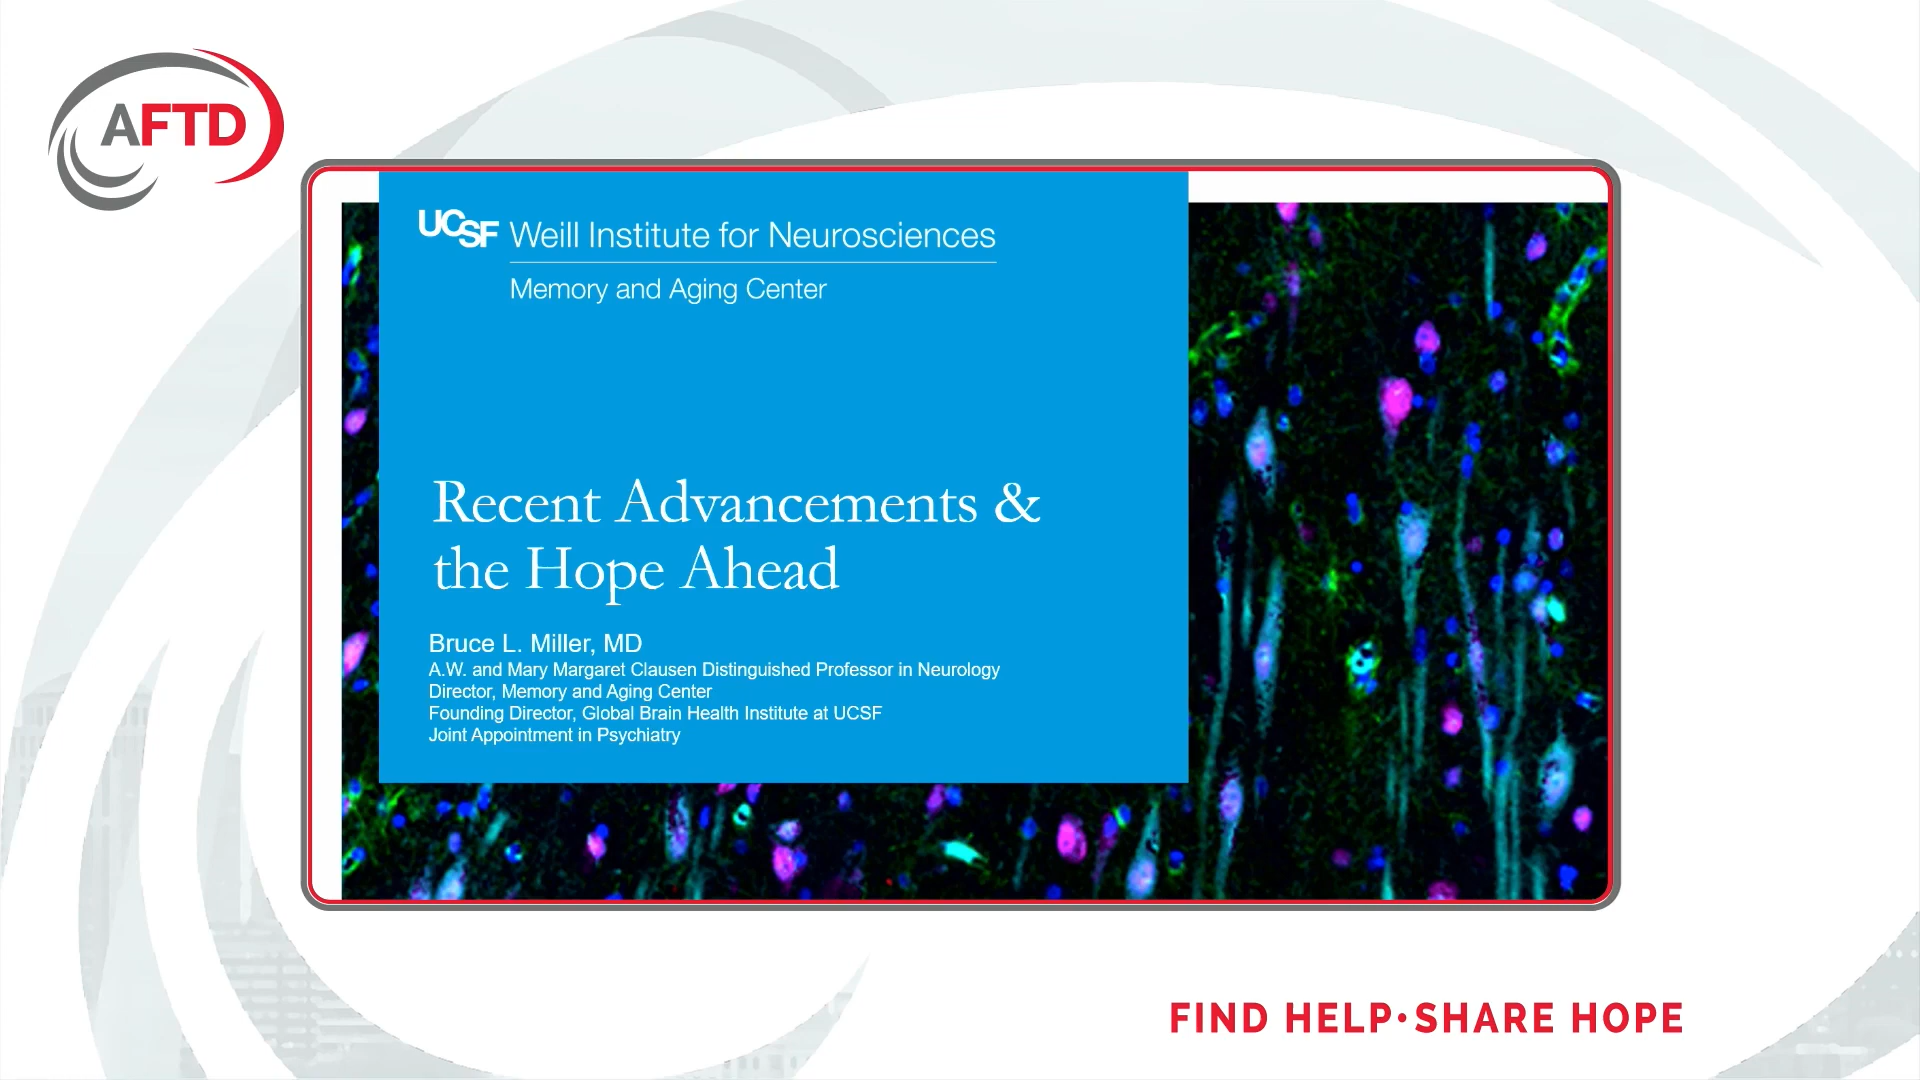 AFTD
UCSF Weill Institute for Neurosciences
Memory and Aging Center
Recent Advancements &
the Hope Ahead
Bruce L. Miller, MD
A.W. and Mary Margaret Clausen Distinguished Professor in Neurology
Director, Memory and Aging Center
Founding Director, Global Brain Health Institute at UCSF
Joint Appointment in Psychiatry
FIND HELP•SHARE HOPE